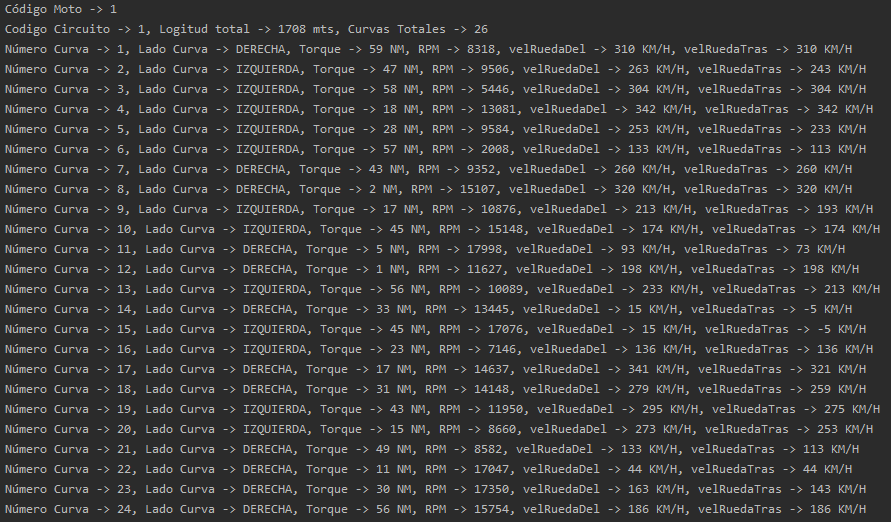 Código Moto -> 1
Codigo Circuito -> 1, Logitud total -> 1708 mts, Curvas Totales -> 26
Número Curva -> 1, Lado Curva -> DERECHA, Torque -> 59 NM, RPM -> 8318, velRuedaDel -> 310 KM/H, velRuedaTras -> 310 KM/H
Número Curva -> 2, Lado Curva -> IZQUIERDA, Torque -> 47 NM, RPM -> 9506, velRuedaDel -> 263 KM/H, velRuedaTras -> 243 KM/H
Número Curva -> 3, Lado Curva -> IZQUIERDA, Torque -> 58 NM, RPM -> 5446, velRuedaDel -> 304 KM/H, velRuedaTras -> 304 KM/H
Número Curva -> 4, Lado Curva -> IZQUIERDA, Torque -> 18 NM, RPM -> 13081, velRuedaDel -> 342 KM/H, velRuedaTras -> 342 KM/H
Número Curva -> 5, Lado Curva -> IZQUIERDA, Torque -> 28 NM, RPM -> 9584, velRuedaDel -> 253 KM/H, velRuedaTras -> 233 KM/H
Número Curva -> 6, Lado Curva -> IZQUIERDA, Torque -> 57 NM, RPM -> 2008, velRuedaDel -> 133 KM/H, velRuedaTras -> 113 KM/H
Número Curva -> 7, Lado Curva -> DERECHA, Torque -> 43 NM, RPM -> 9352, velRuedaDel -> 260 KM/H, velRuedaTras -> 260 KM/H
Número Curva -> 8, Lado Curva -> DERECHA, Torque -> 2 NM, RPM -> 15107, velRuedaDel -> 320 KM/H, velRuedaTras -> 320 KM/H
Número Curva -> 9, Lado Curva -> IZQUIERDA, Torque -> 17 NM, RPM -> 10876, velRuedaDel -> 213 KM/H, velRuedaTras -> 193 KM/H
Número Curva -> 10, Lado Curva -> IZQUIERDA, Torque -> 45 NM, RPM -> 15148, velRuedaDel -> 174 KM/H, velRuedaTras -> 174 KM/H
Número Curva -> 11, Lado Curva -> DERECHA, Torque -> 5 NM, RPM -> 17998, velRuedaDel -> 93 KM/H, velRuedaTras -> 73 KM/H
Número Curva -> 12, Lado Curva -> DERECHA, Torque -> 1 NM, RPM -> 11627, velRuedaDel -> 198 KM/H, velRuedaTras -> 198 KM/H
Número Curva -> 13, Lado Curva -> IZQUIERDA, Torque -> 56 NM, RPM -> 10089, velRuedaDel -> 233 KM/H, velRuedaTras -> 213 KM/H
Número Curva -> 14, Lado Curva -> DERECHA, Torque -> 33 NM, RPM -> 13445, velRuedaDel -> 15 KM/H, velRuedaTras -> -5 KM/H
Número Curva -> 15, Lado Curva -> IZQUIERDA, Torque -> 45 NM, RPM -> 17076, velRuedaDel -> 15 KM/H, velRuedaTras -> -5 KM/H
Número Curva -> 16, Lado Curva -> IZQUIERDA, Torque -> 23 NM, RPM -> 7146, velRuedaDel -> 136 KM/H, velRuedaTras -> 136 KM/H
Número Curva -> 17, Lado Curva -> DERECHA, Torque -> 17 NM, RPM -> 14637, velRuedaDel -> 341 KM/H, velRuedaTras -> 321 KM/H
Número Curva -> 18, Lado Curva -> DERECHA, Torque -> 31 NM, RPM -> 14148, velRuedaDel -> 279 KM/H, velRuedaTras -> 259 KM/H
Número Curva -> 19, Lado Curva -> IZQUIERDA, Torque -> 43 NM, RPM -> 11950, velRuedaDel -> 295 KM/H, velRuedaTras -> 275 KM/H
Número Curva -> 20, Lado Curva -> IZQUIERDA, Torque -> 15 NM, RPM -> 8660, velRuedaDel -> 273 KM/H, velRuedaTras -> 253 KM/H
Número Curva -> 21, Lado Curva -> DERECHA, Torque -> 49 NM, RPM -> 8582, velRuedaDel -> 133 KM/H, velRuedaTras -> 113 KM/H
Número Curva -> 22, Lado Curva -> DERECHA, Torque -> 11 NM, RPM -> 17047, velRuedaDel -> 44 KM/H, velRuedaTras -> 44 KM/H
Número Curva -> 23, Lado Curva -> DERECHA, Torque -> 30 NM, RPM -> 17350, velRuedaDel -> 163 KM/H, velRuedaTras -> 143 KM/H
Número Curva -> 24, Lado Curva -> DERECHA, Torque -> 56 NM, RPM -> 15754, velRuedaDel -> 186 KM/H, velRuedaTras -> 186 KM/H